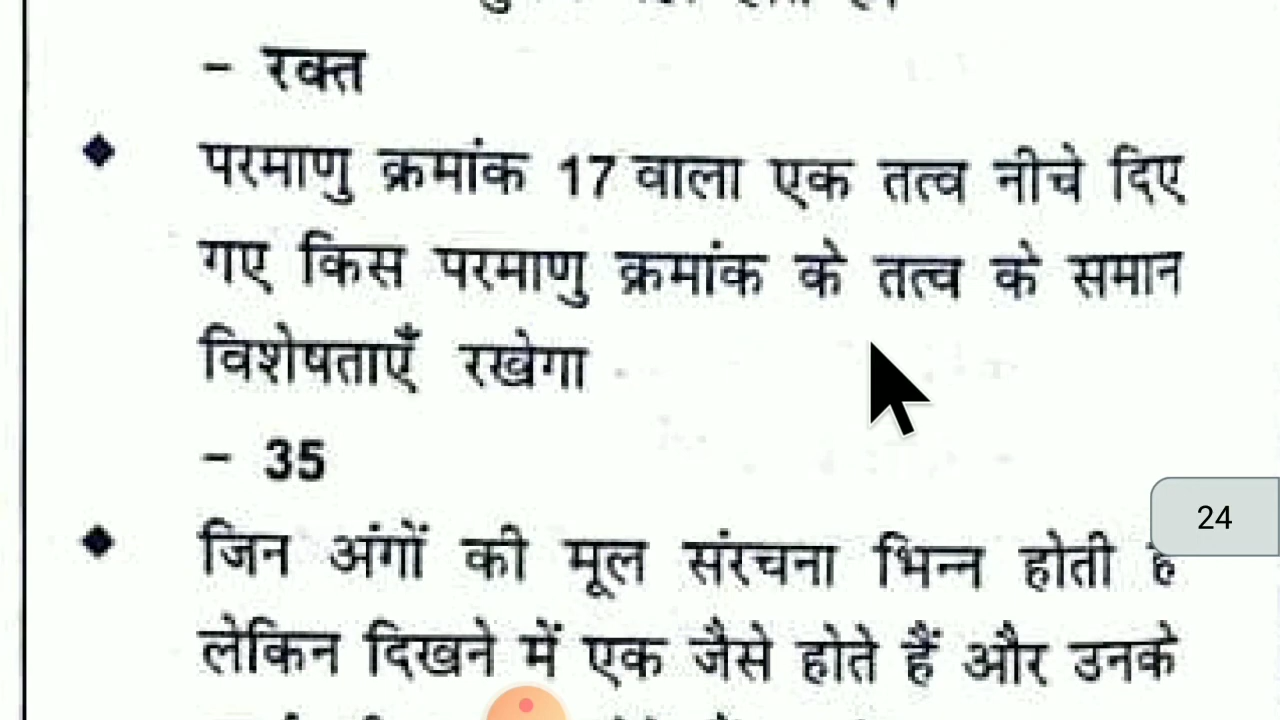 - रक्त
◆ परमाणु क्रमांक 17 वाला एक तत्व नीचे दिए
गए किस परमाणु क्रमांक के तत्व के समान
विशेषताएँ रखेगा
- 35
24
◆ जिन अंगों की मूल संरचना भिन्न होती है
लेकिन दिखने में एक जैसे होते हैं और उनके